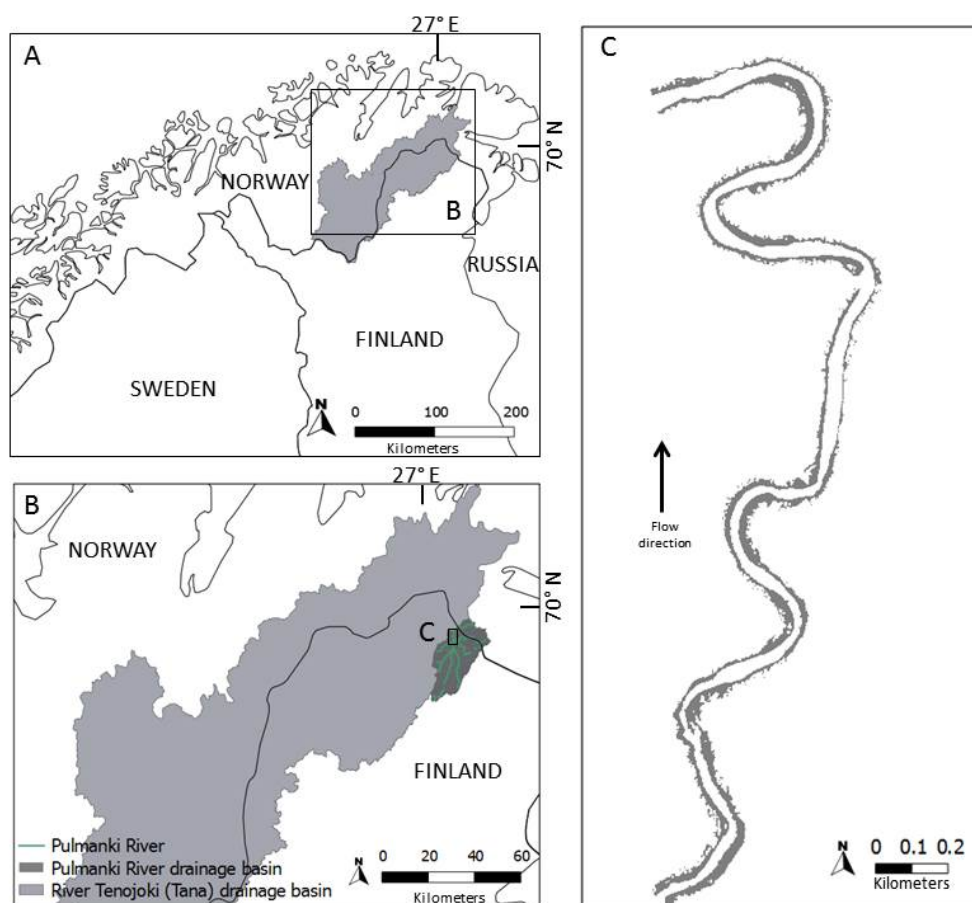 27° E
A
70° N
NORWAY
B
RUSSIA
FINLAND
SWEDEN
N
0 100 200
Kilometers
27° E
B
NORWAY
70° N
C
FINLAND
Pulmanki River
Pulmanki River drainage basin
River Tenojoki (Tana) drainage basin
N
0 20 40 60
Kilometers
C
Flow
direction
N
0 0.1 0.2
Kilometers